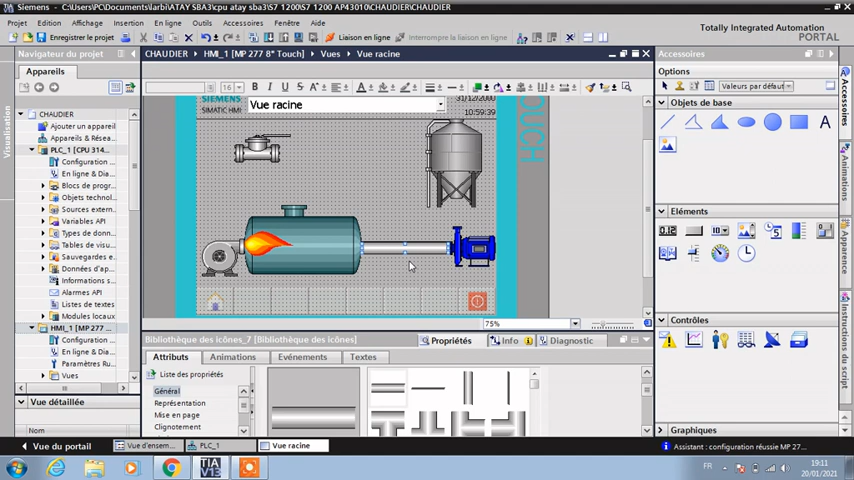 Siemens - C:\Users\PC\Documents\larbi\ATAY SBA3\cpu atay sba3\S7 1200\S7 1200 AP43010\CHAUDIER\CHAUDIER
Projet Edition Affichage Insertion En ligne Outils Accessoires Fenêtre Aide
Totally Integrated Automation
PORTAL
Enregistrer le projet
Liaison en ligne
Interrompre la liaison en ligne
Navigateur du projet
CHAUDIER HMI_1 [MP 277 8" Touch] Vues Vue racine
Accessoires
Appareils
Options
Valeurs par défaut
Objets de base
Visualisation
CHAUDIER
Ajouter un appareil
Appareils & Résea...
PLC_1 [CPU 314...
Configuration ...
En ligne & Diag...
Blocs de progr...
Objets technol...
Sources extern...
Variables API
Types de donn...
Tables de visu...
Sauvegardes e...
Données d'ap...
Informations s...
Alarmes API
Listes de textes
Modules locaux
HMI_1 [MP 277 ...
Configuration ...
En ligne & Dia...
Paramètres Ru...
Vues
16
SIEMENS
SIMATIC HMI
Vue racine
31/12/2000
10:59:39
TOUCH
75%
A
Eléments
Contrôles
Graphiques
Accessoires
Animations
Apparence
Instructions du script
Bibliothèque des icônes_7 [Bibliothèque des icônes]
Propriétés
Info
Diagnostic
Attributs Animations Evénements Textes
Liste des propriétés
Général
Général
Représentation
Mise en page
Clignotement
Vue détaillée
Nom
Vue du portail
Vue d'ensem...
PLC_1
Vue racine
Assistant : configuration réussie MP 27...
TIA
V13
FR
19:11
20/01/2021